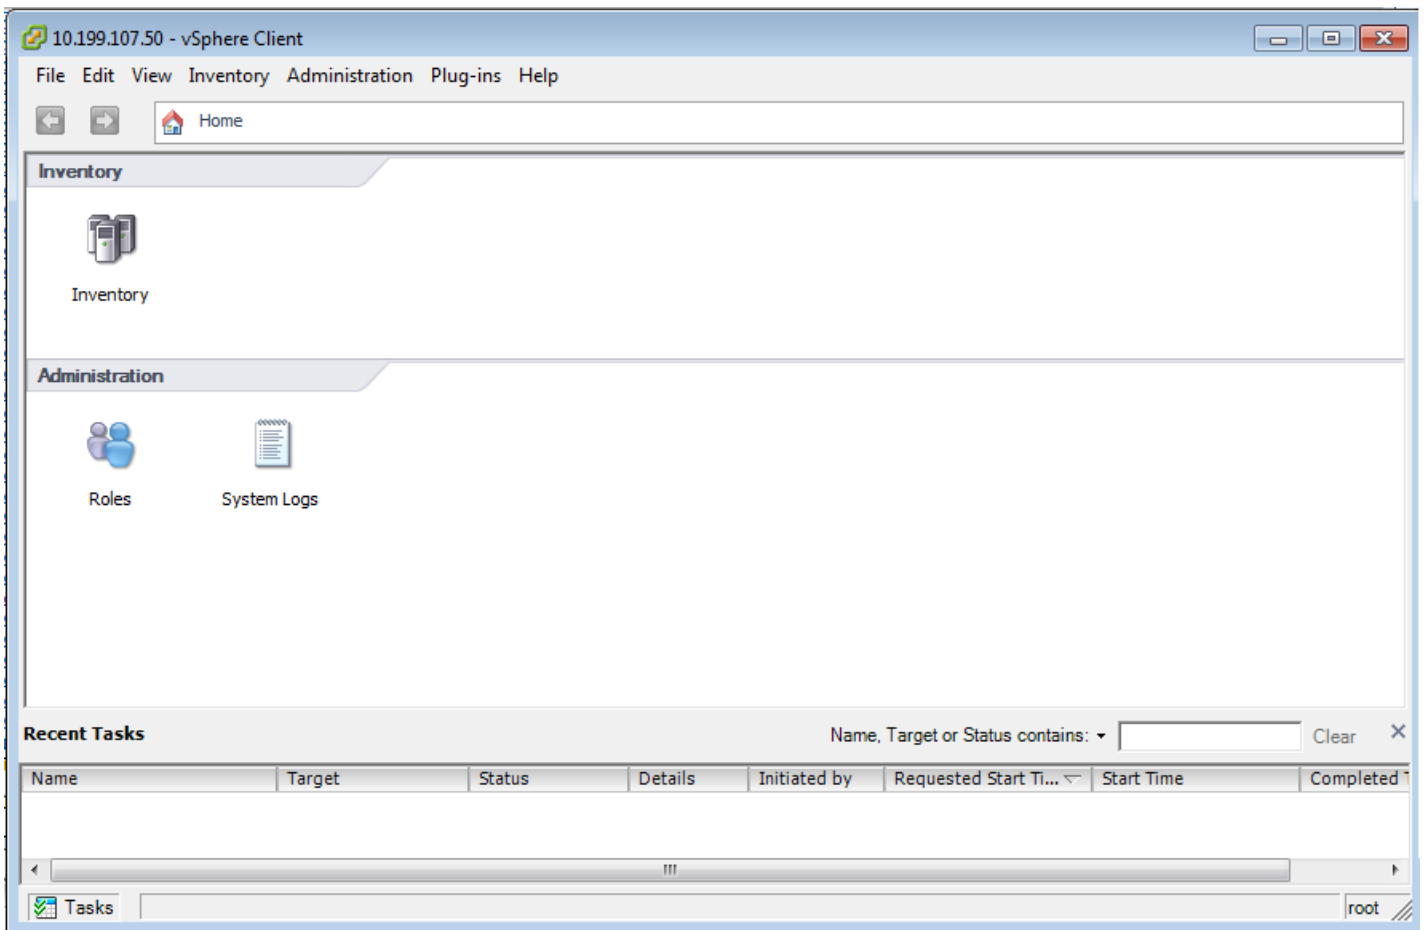 10.199.107.50 - vSphere Client
File Edit View Inventory Administration Plug-ins Help
Home
Inventory
Inventory
Administration
Roles System Logs
Recent Tasks Name, Target or Status contains: Clear
Name Target Status Details Initiated by Requested Start Ti... Start Time Completed T
Tasks root